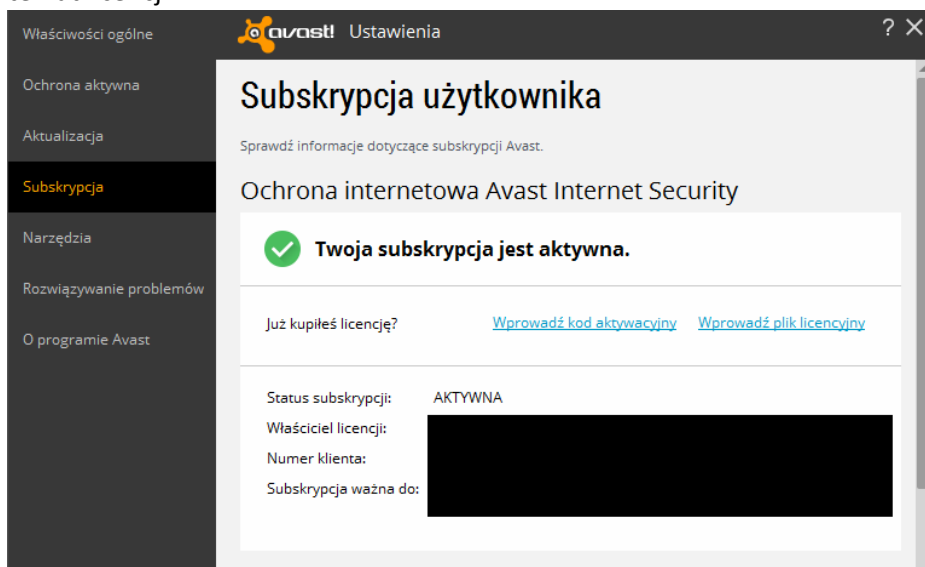 Właściwości ogólne
Ochrona aktywna
Aktualizacja
Subskrypcja
Narzędzia
Rozwiązywanie problemów
O programie Avast
avast! Ustawienia
?
Subskrypcja użytkownika
Sprawdź informacje dotyczące subskrypcji Avast.
Ochrona internetowa Avast Internet Security
Twoja subskrypcja jest aktywna.
Już kupiłeś licencję? Wprowadź kod aktywacyjny Wprowadź plik licencyjny
Status subskrypcji: AKTYWNA
Właściciel licencji:
Numer klienta:
Subskrypcja ważna do: